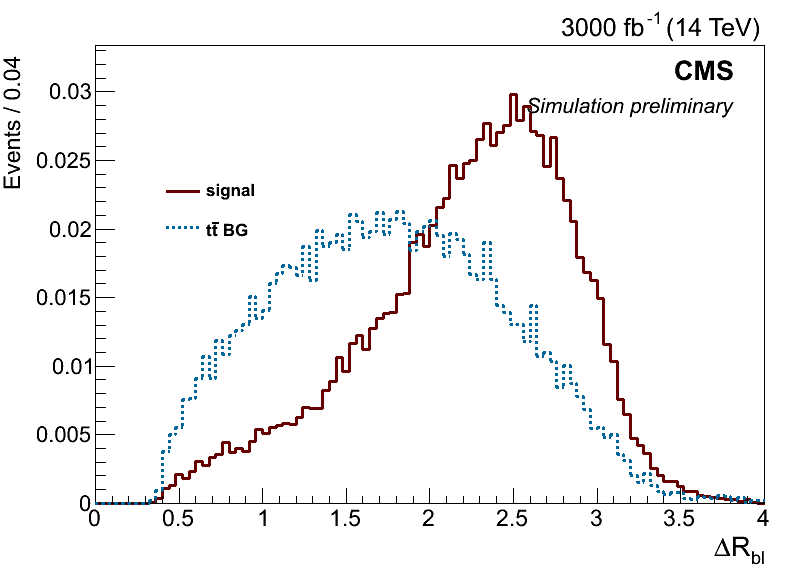 3000 fb⁻¹ (14 TeV)
Events / 0.04
CMS
Simulation preliminary
signal
tt̄ BG
0.03
0.025
0.02
0.015
0.01
0.005
0
0 0.5 1 1.5 2 2.5 3 3.5 4
ΔR_bl